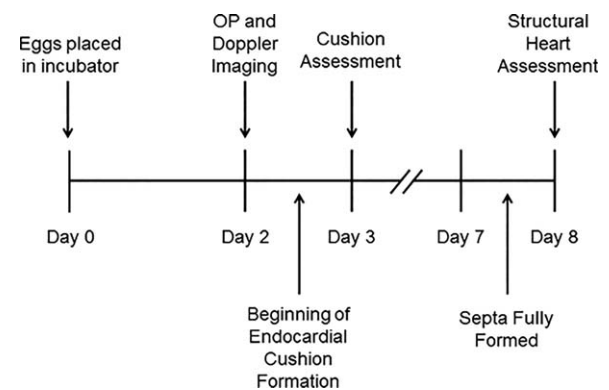 Eggs placed
in incubator
OP and
Doppler
Imaging
Cushion
Assessment
Structural
Heart
Assessment
Day 0
Day 2
Day 3
Day 7
Day 8
Beginning of
Endocardial
Cushion
Formation
Septa Fully
Formed